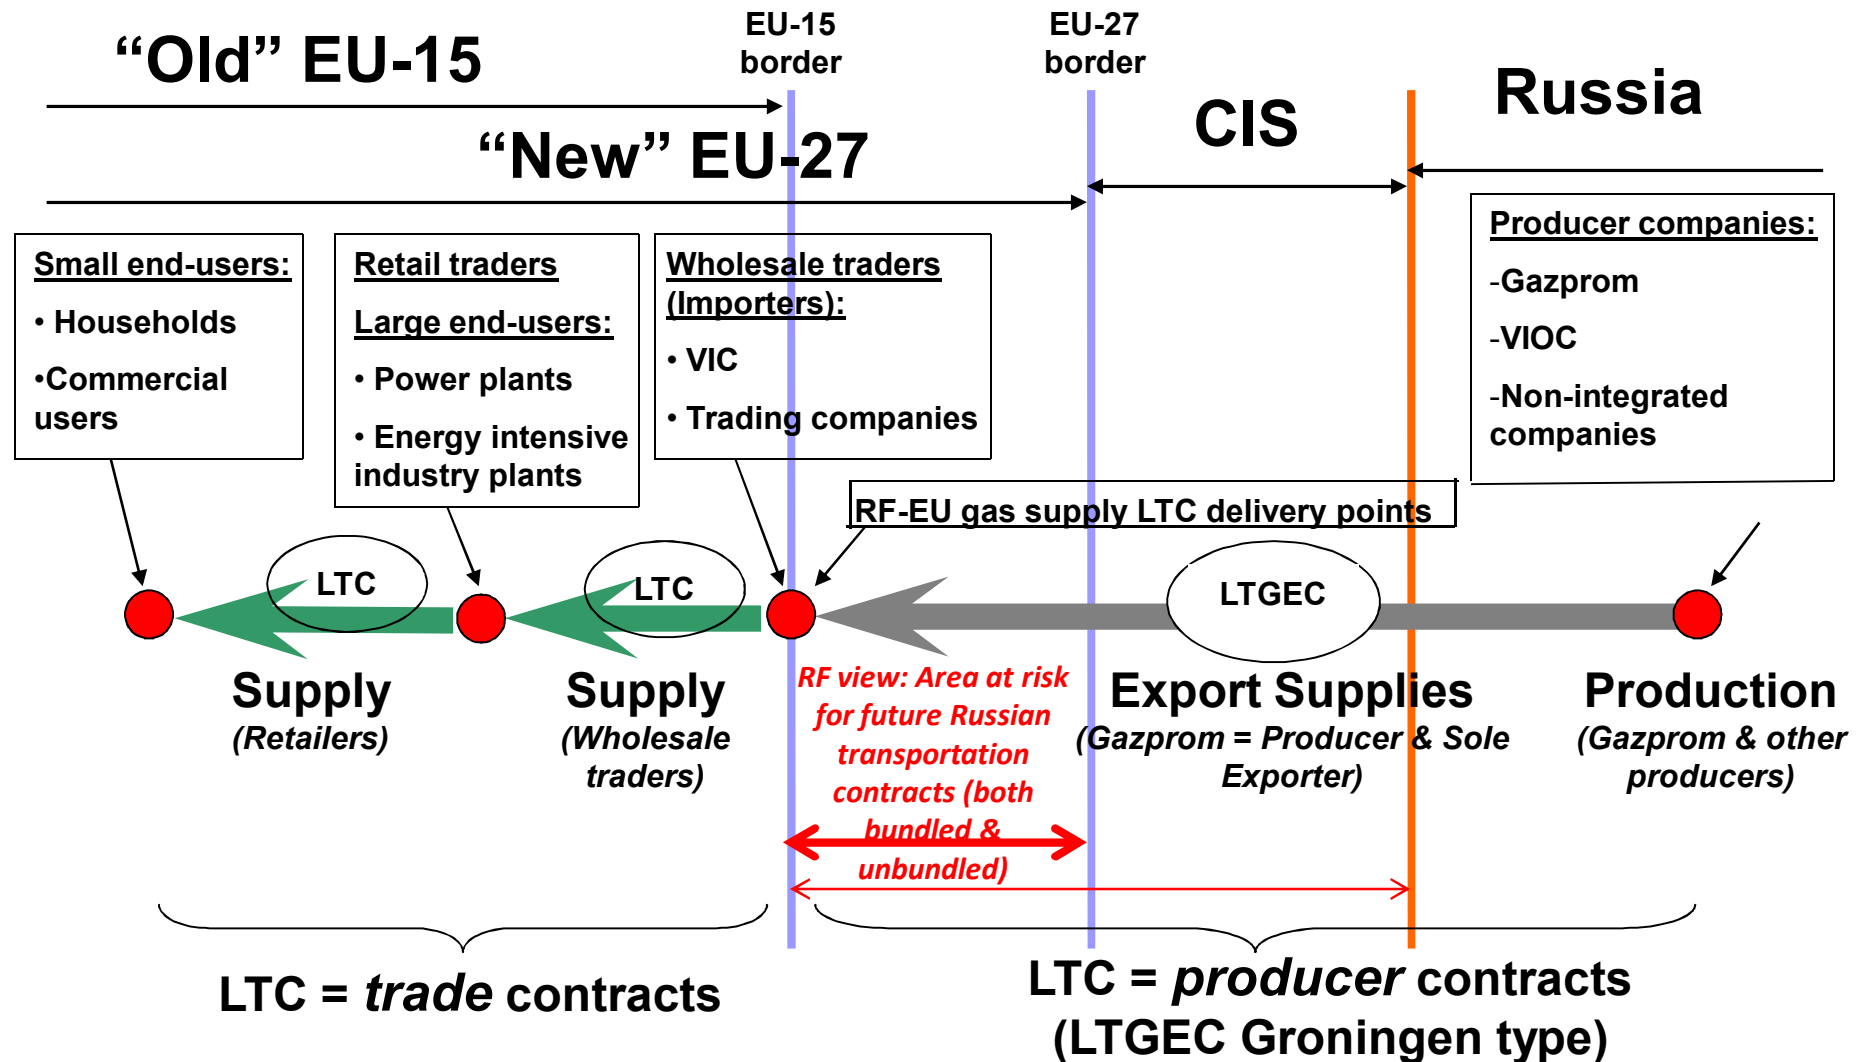 “Old” EU-15
EU-15
border
EU-27
border
Russia
CIS
“New” EU-27
Small end-users:
• Households
•Commercial
users
Retail traders
Large end-users:
• Power plants
• Energy intensive
industry plants
Wholesale traders
(Importers):
• VIC
• Trading companies
Producer companies:
-Gazprom
-VIOC
-Non-integrated
companies
RF-EU gas supply LTC delivery points
LTC
LTC
LTGEC
Supply
(Retailers)
Supply
(Wholesale
traders)
RF view: Area at risk
for future Russian
transportation
contracts (both
bundled &
unbundled)
Export Supplies
(Gazprom = Producer & Sole
Exporter)
Production
(Gazprom & other
producers)
LTC = trade contracts
LTC = producer contracts
(LTGEC Groningen type)